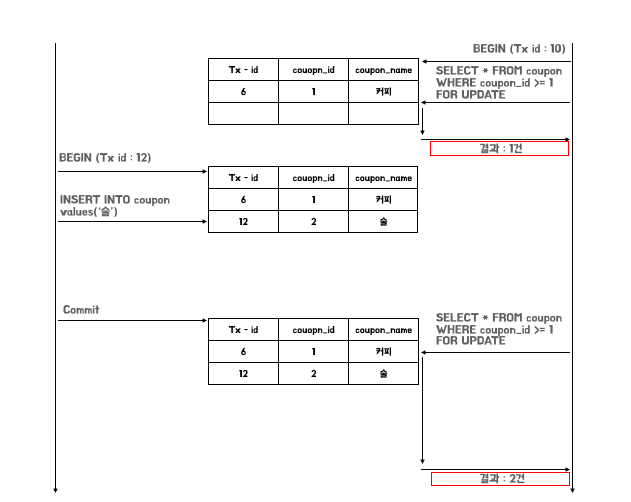 BEGIN (Tx id : 10)
Tx - id couopn_id coupon_name
6 1 커피
SELECT * FROM coupon
WHERE coupon_id >= 1
FOR UPDATE
결과 : 1건
BEGIN (Tx id : 12)
INSERT INTO coupon
values('술')
Tx - id couopn_id coupon_name
6 1 커피
12 2 술
Commit
Tx - id couopn_id coupon_name
6 1 커피
12 2 술
SELECT * FROM coupon
WHERE coupon_id >= 1
FOR UPDATE
결과 : 2건